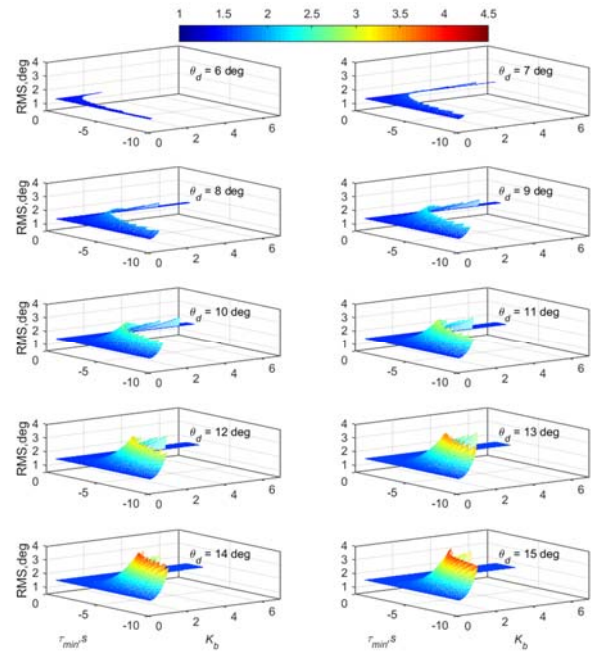 1 1.5 2 2.5 3 3.5 4 4.5
RMS,deg 4 3 2 1 0 -5 -10 0 2 4 6 θd = 6 deg
4 3 2 1 0 -5 -10 0 2 4 6 θd = 7 deg
RMS,deg 4 3 2 1 0 -5 -10 0 2 4 6 θd = 8 deg
4 3 2 1 0 -5 -10 0 2 4 6 θd = 9 deg
RMS,deg 4 3 2 1 0 -5 -10 0 2 4 6 θd = 10 deg
4 3 2 1 0 -5 -10 0 2 4 6 θd = 11 deg
RMS,deg 4 3 2 1 0 -5 -10 0 2 4 6 θd = 12 deg
4 3 2 1 0 -5 -10 0 2 4 6 θd = 13 deg
RMS,deg 4 3 2 1 0 -5 -10 0 2 4 6 θd = 14 deg
4 3 2 1 0 -5 -10 0 2 4 6 θd = 15 deg
τmin,s Kb τmin,s Kb